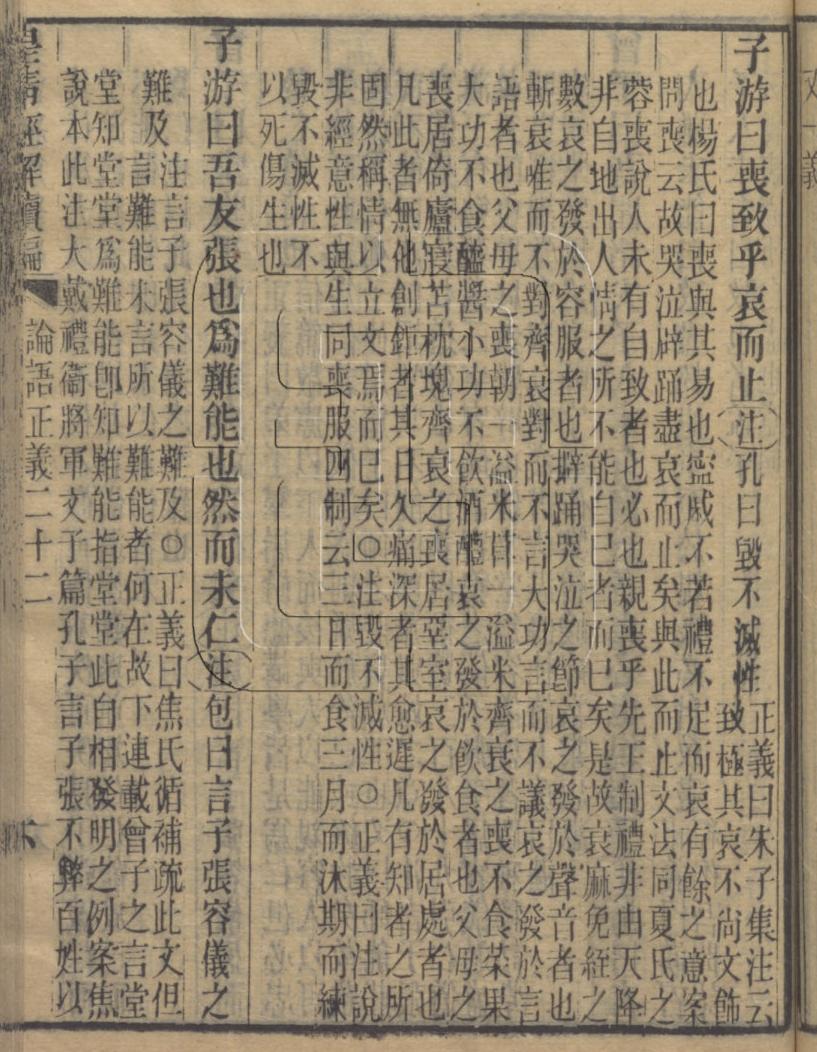 子游曰喪致乎哀而止注孔曰毀不滅性
正義曰朱子集注云
致極其哀不尚文飾
也楊氏曰喪與其易也寧戚不若禮不足而哀有餘之意案
問喪云故哭泣辟踊盡哀而止矣與此而止文法同夏氏之
蓉喪說人未有自致者也必也親喪乎先王制禮非由天降
非自地出人情之所不能自已者而已矣是故衰麻免絰之
數哀之發於容服者也擗踊哭泣之節哀之發於聲音者也
斬衰唯而不對齊衰對而不言大功言而不議哀之發於言
語者也父母之喪朝一溢米莫一溢米齊衰之喪不食菜果
大功不食醯醬小功不飲酒醴哀之發於飲食者也父母之
喪居倚廬寢苫枕塊齊衰之喪居堊室哀之發於居處者也
凡此者無他創鉅者其日久痛深者其愈遲凡有知者之所
固然稱情以立文焉而已矣○注毀不滅性○正義曰注說
非經意性與生同喪服四制云三日而食三月而沐期而練
毀不滅性不
以死傷生也
子游曰吾友張也爲難能也然而未仁注包曰言子張容儀之
難及
注言子張容儀之難及○正義曰焦氏循補疏此文但
言難能未言所以難能者何在故下連載曾子之言堂
堂知堂堂爲難能卽知難能指堂堂此自相發明之例案焦
說本此注大戴禮衞將軍文子篇孔子言子張不弊百姓以
皇清經解續編
論語正義二十二
六